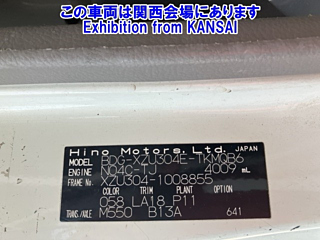 この車両は関西会場にあります
Exhibition from KANSAI
Hino Motors.Ltd. JAPAN
MODEL BDG-XZU304E-TKMQB6
ENGINE N04C-TJ 4009 mL
FRAME No. XZU304-1008855
COLOR TRIM PLANT
058 LA18 P11
TRANS./AXLE M550 B13A 641